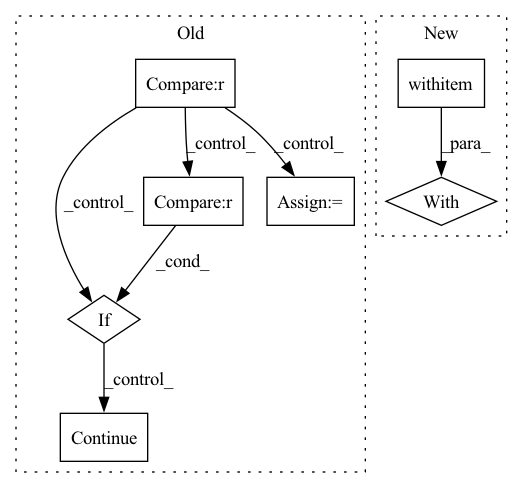 Old
New
Compare:r
withitem
_control_
_control_
_para_
_control_
Compare:r
Assign:=
With
_cond_
If
_control_
Continue